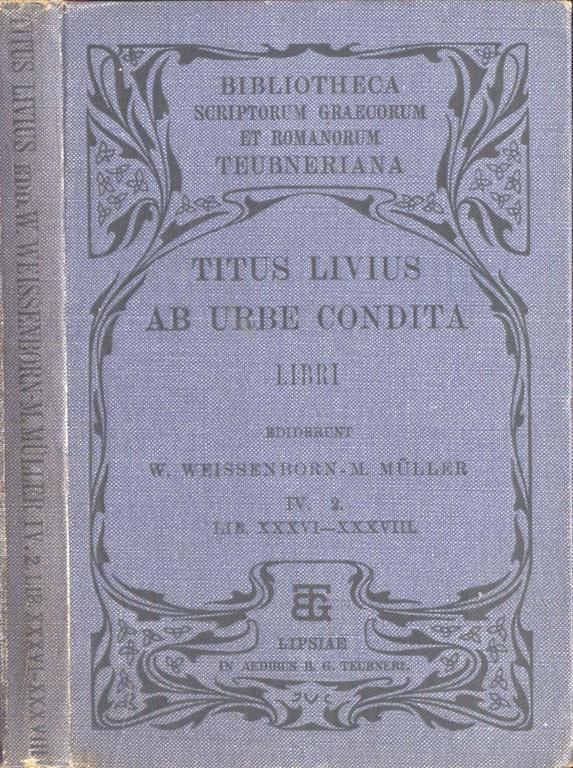 BIBLIOTHECA
SCRIPTORUM GRAECORUM
ET ROMANORUM
TEUBNERIANA
TITUS LIVIUS
AB URBE CONDITA
LIBRI
EDIDERUNT
W. WEISSENBORN-M. MÜLLER
IV. 2.
LIB. XXXVI—XXXVIII.
BTG
LIPSIAE
IN AEDIBUS B. G. TEUBNERI.
TITUS LIVIUS EDD. W. WEISSENBORN-M. MÜLLER IV. 2 LIB. XXXVI-XXXVIII